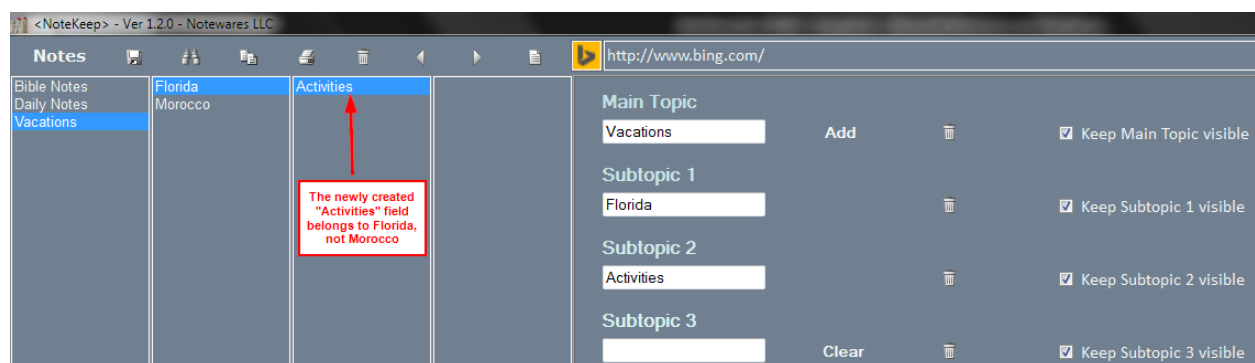 <NoteKeep> - Ver 1.2.0 - Notewares LLC
Notes
http://www.bing.com/
Bible Notes
Daily Notes
Vacations
Florida
Morocco
Activities
The newly created
"Activities" field
belongs to Florida,
not Morocco
Main Topic
Vacations
Add
Keep Main Topic visible
Subtopic 1
Florida
Keep Subtopic 1 visible
Subtopic 2
Activities
Keep Subtopic 2 visible
Subtopic 3
Clear
Keep Subtopic 3 visible